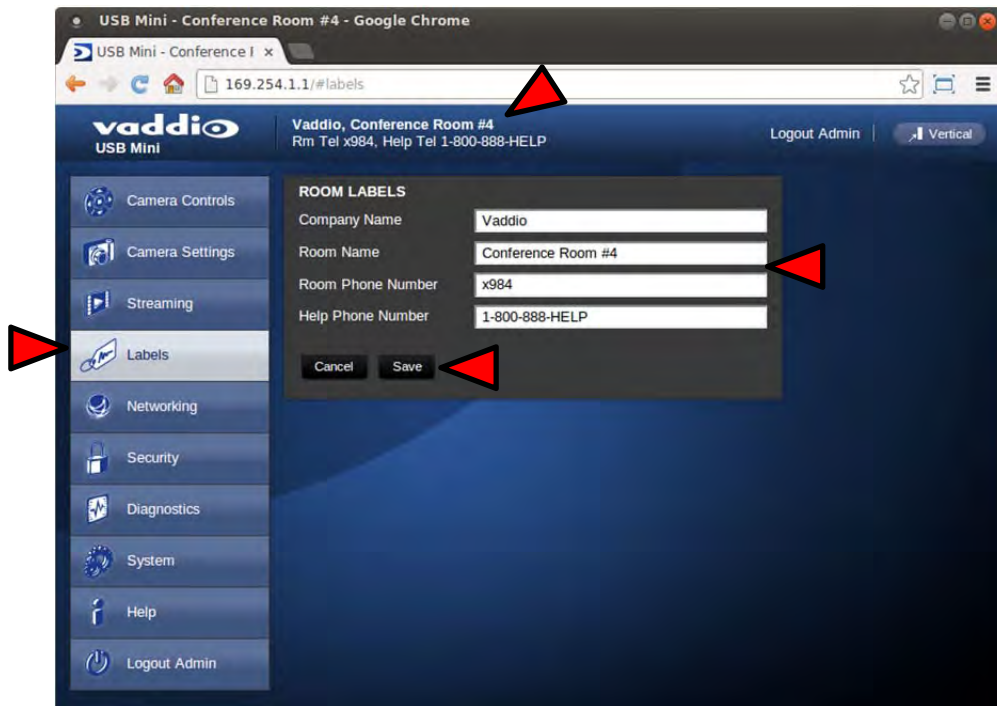 USB Mini - Conference Room #4 - Google Chrome
USB Mini - Conference I ×
169.254.1.1/#labels
vaddio
USB Mini
Vaddio, Conference Room #4
Rm Tel x984, Help Tel 1-800-888-HELP
Logout Admin
Vertical
Camera Controls
Camera Settings
Streaming
Labels
Networking
Security
Diagnostics
System
Help
Logout Admin
ROOM LABELS
Company Name Vaddio
Room Name Conference Room #4
Room Phone Number x984
Help Phone Number 1-800-888-HELP
Cancel Save